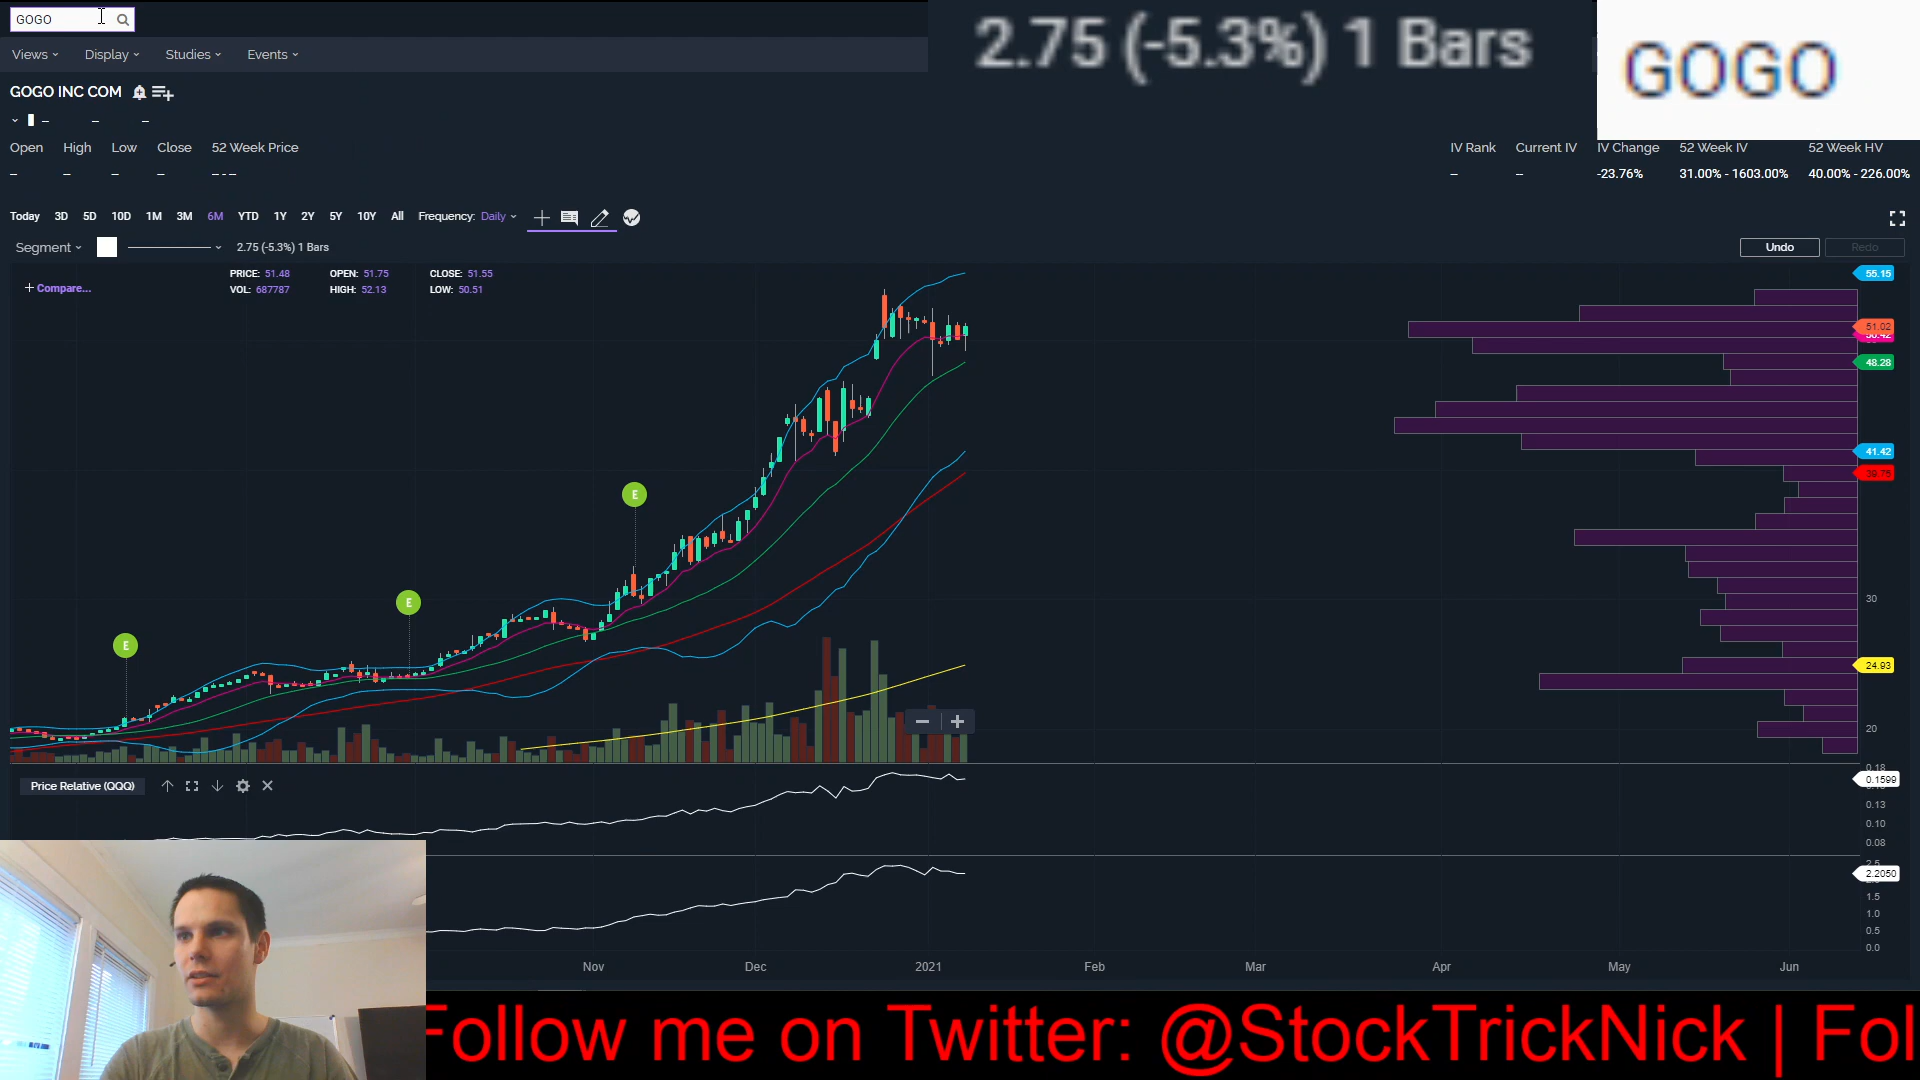 GOGO
2.75 (-5.3%) 1 Bars
GOGO
Views Display Studies Events
GOGO INC COM
– – –
Open High Low Close 52 Week Price
IV Rank Current IV IV Change 52 Week IV 52 Week HV
– – – – - - -
– – -23.76% 31.00% - 1603.00% 40.00% - 226.00%
Today 3D 5D 10D 1M 3M 6M YTD 1Y 2Y 5Y 10Y All Frequency: Daily
Segment 2.75 (-5.3%) 1 Bars
Undo Redo
+ Compare...
PRICE: 51.48 OPEN: 51.75 CLOSE: 51.55
VOL: 687787 HIGH: 52.13 LOW: 50.51
55.15
51.02
48.28
41.42
39.75
E
E
E
30
24.93
20
Price Relative (QQQ)
0.18
0.1599
0.13
0.10
0.08
2.5
2.2050
1.5
1.0
0.5
0.0
Nov Dec 2021 Feb Mar Apr May Jun
Follow me on Twitter: @StockTrickNick | Fol